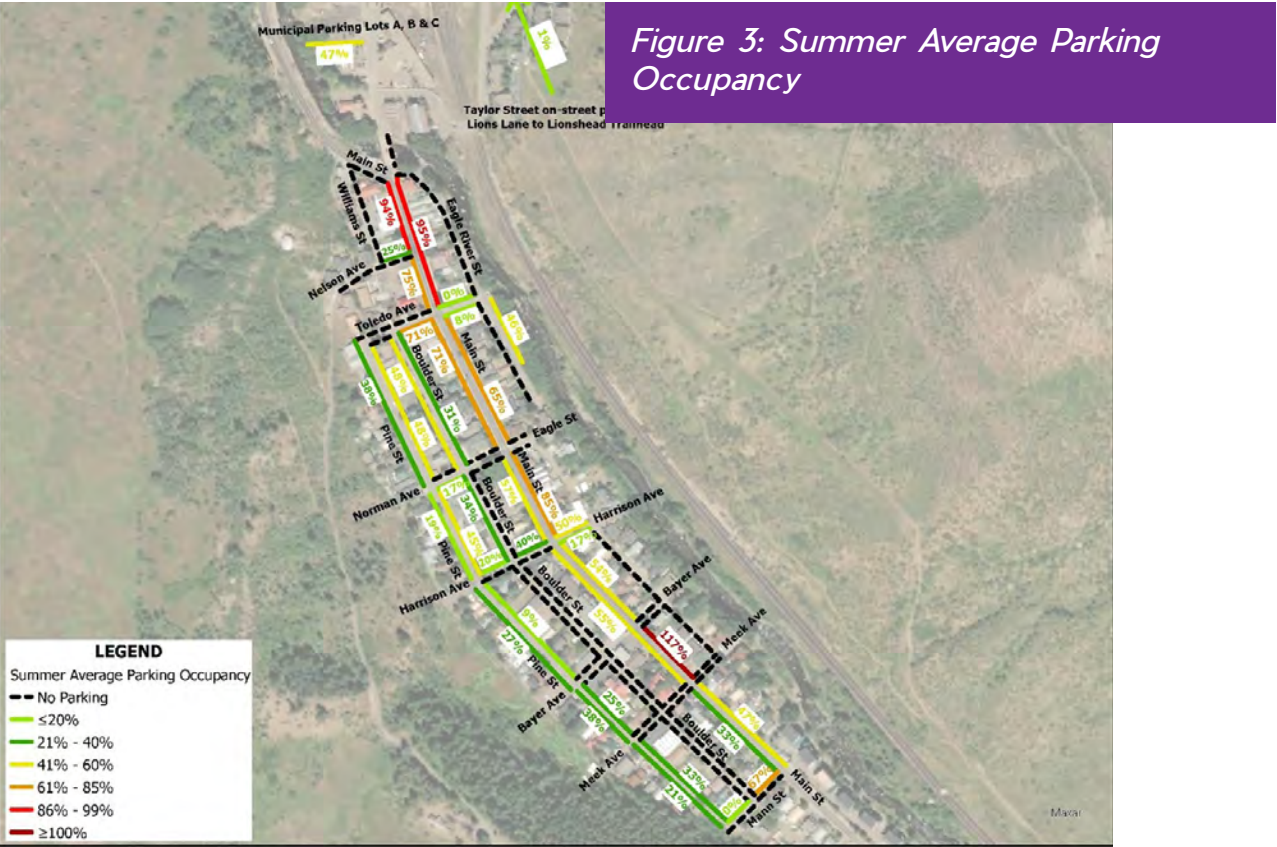 Figure 3: Summer Average Parking
Occupancy
Municipal Parking Lots A, B & C
47%
1%
Taylor Street on-street p
Lions Lane to Lionshead Trailhead
Main St
Williams St
94%
95%
Eagle River St
25%
Nelson Ave
75%
0%
Toledo Ave
8%
46%
71%
71%
Main St
Boulder St
48%
38%
65%
31%
48%
Pine St
Eagle St
Main St
17%
57%
Boulder St
85%
Norman Ave
34%
50%
Harrison Ave
19%
45%
40%
17%
Pine St
20%
54%
Harrison Ave
Boulder St
Bayer Ave
9%
55%
27%
117%
Meek Ave
Pine St
25%
Bayer Ave
38%
47%
Boulder St
33%
Meek Ave
33%
67%
Main St
21%
0%
Mann St
Maxar
LEGEND
Summer Average Parking Occupancy
No Parking
≤20%
21% - 40%
41% - 60%
61% - 85%
86% - 99%
≥100%